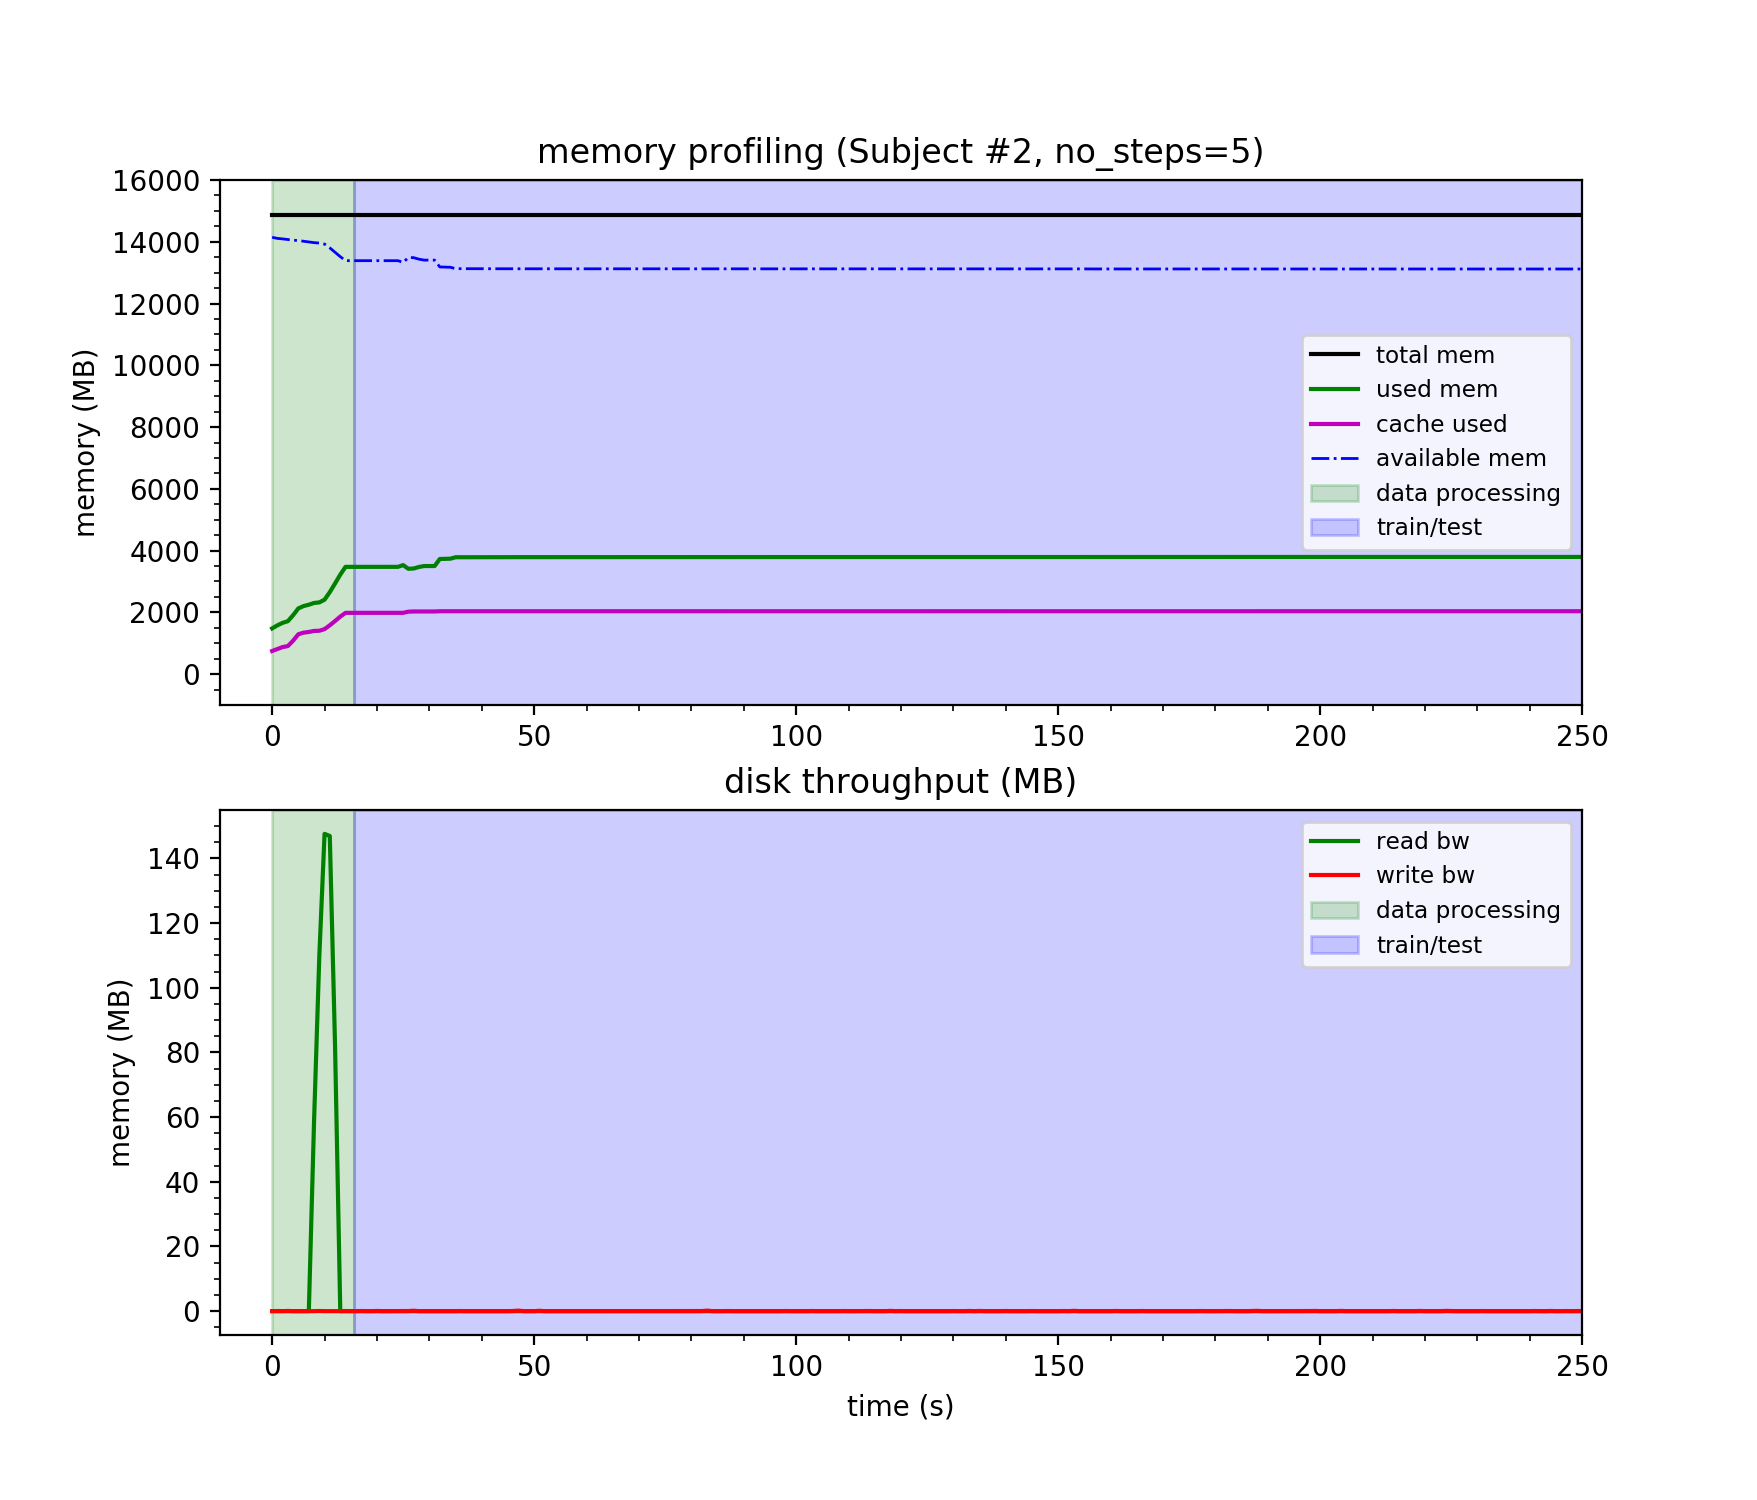 memory profiling (Subject #2, no_steps=5)
16000
14000
12000
10000
8000
6000
4000
2000
0
memory (MB)
total mem
used mem
cache used
available mem
data processing
train/test
0 50 100 150 200 250
disk throughput (MB)
140
120
100
80
60
40
20
0
memory (MB)
read bw
write bw
data processing
train/test
0 50 100 150 200 250
time (s)